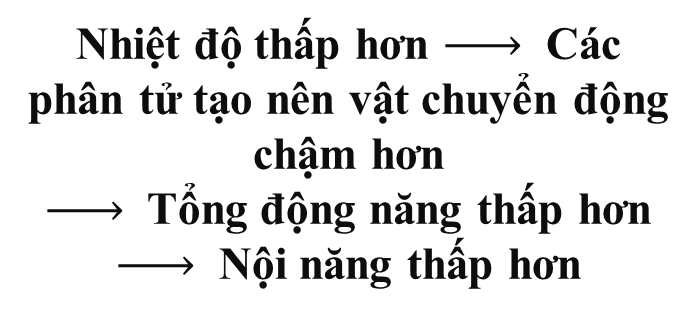 Nhiệt độ thấp hơn ⟶ Các
phân tử tạo nên vật chuyển động
chậm hơn
⟶ Tổng động năng thấp hơn
⟶ Nội năng thấp hơn